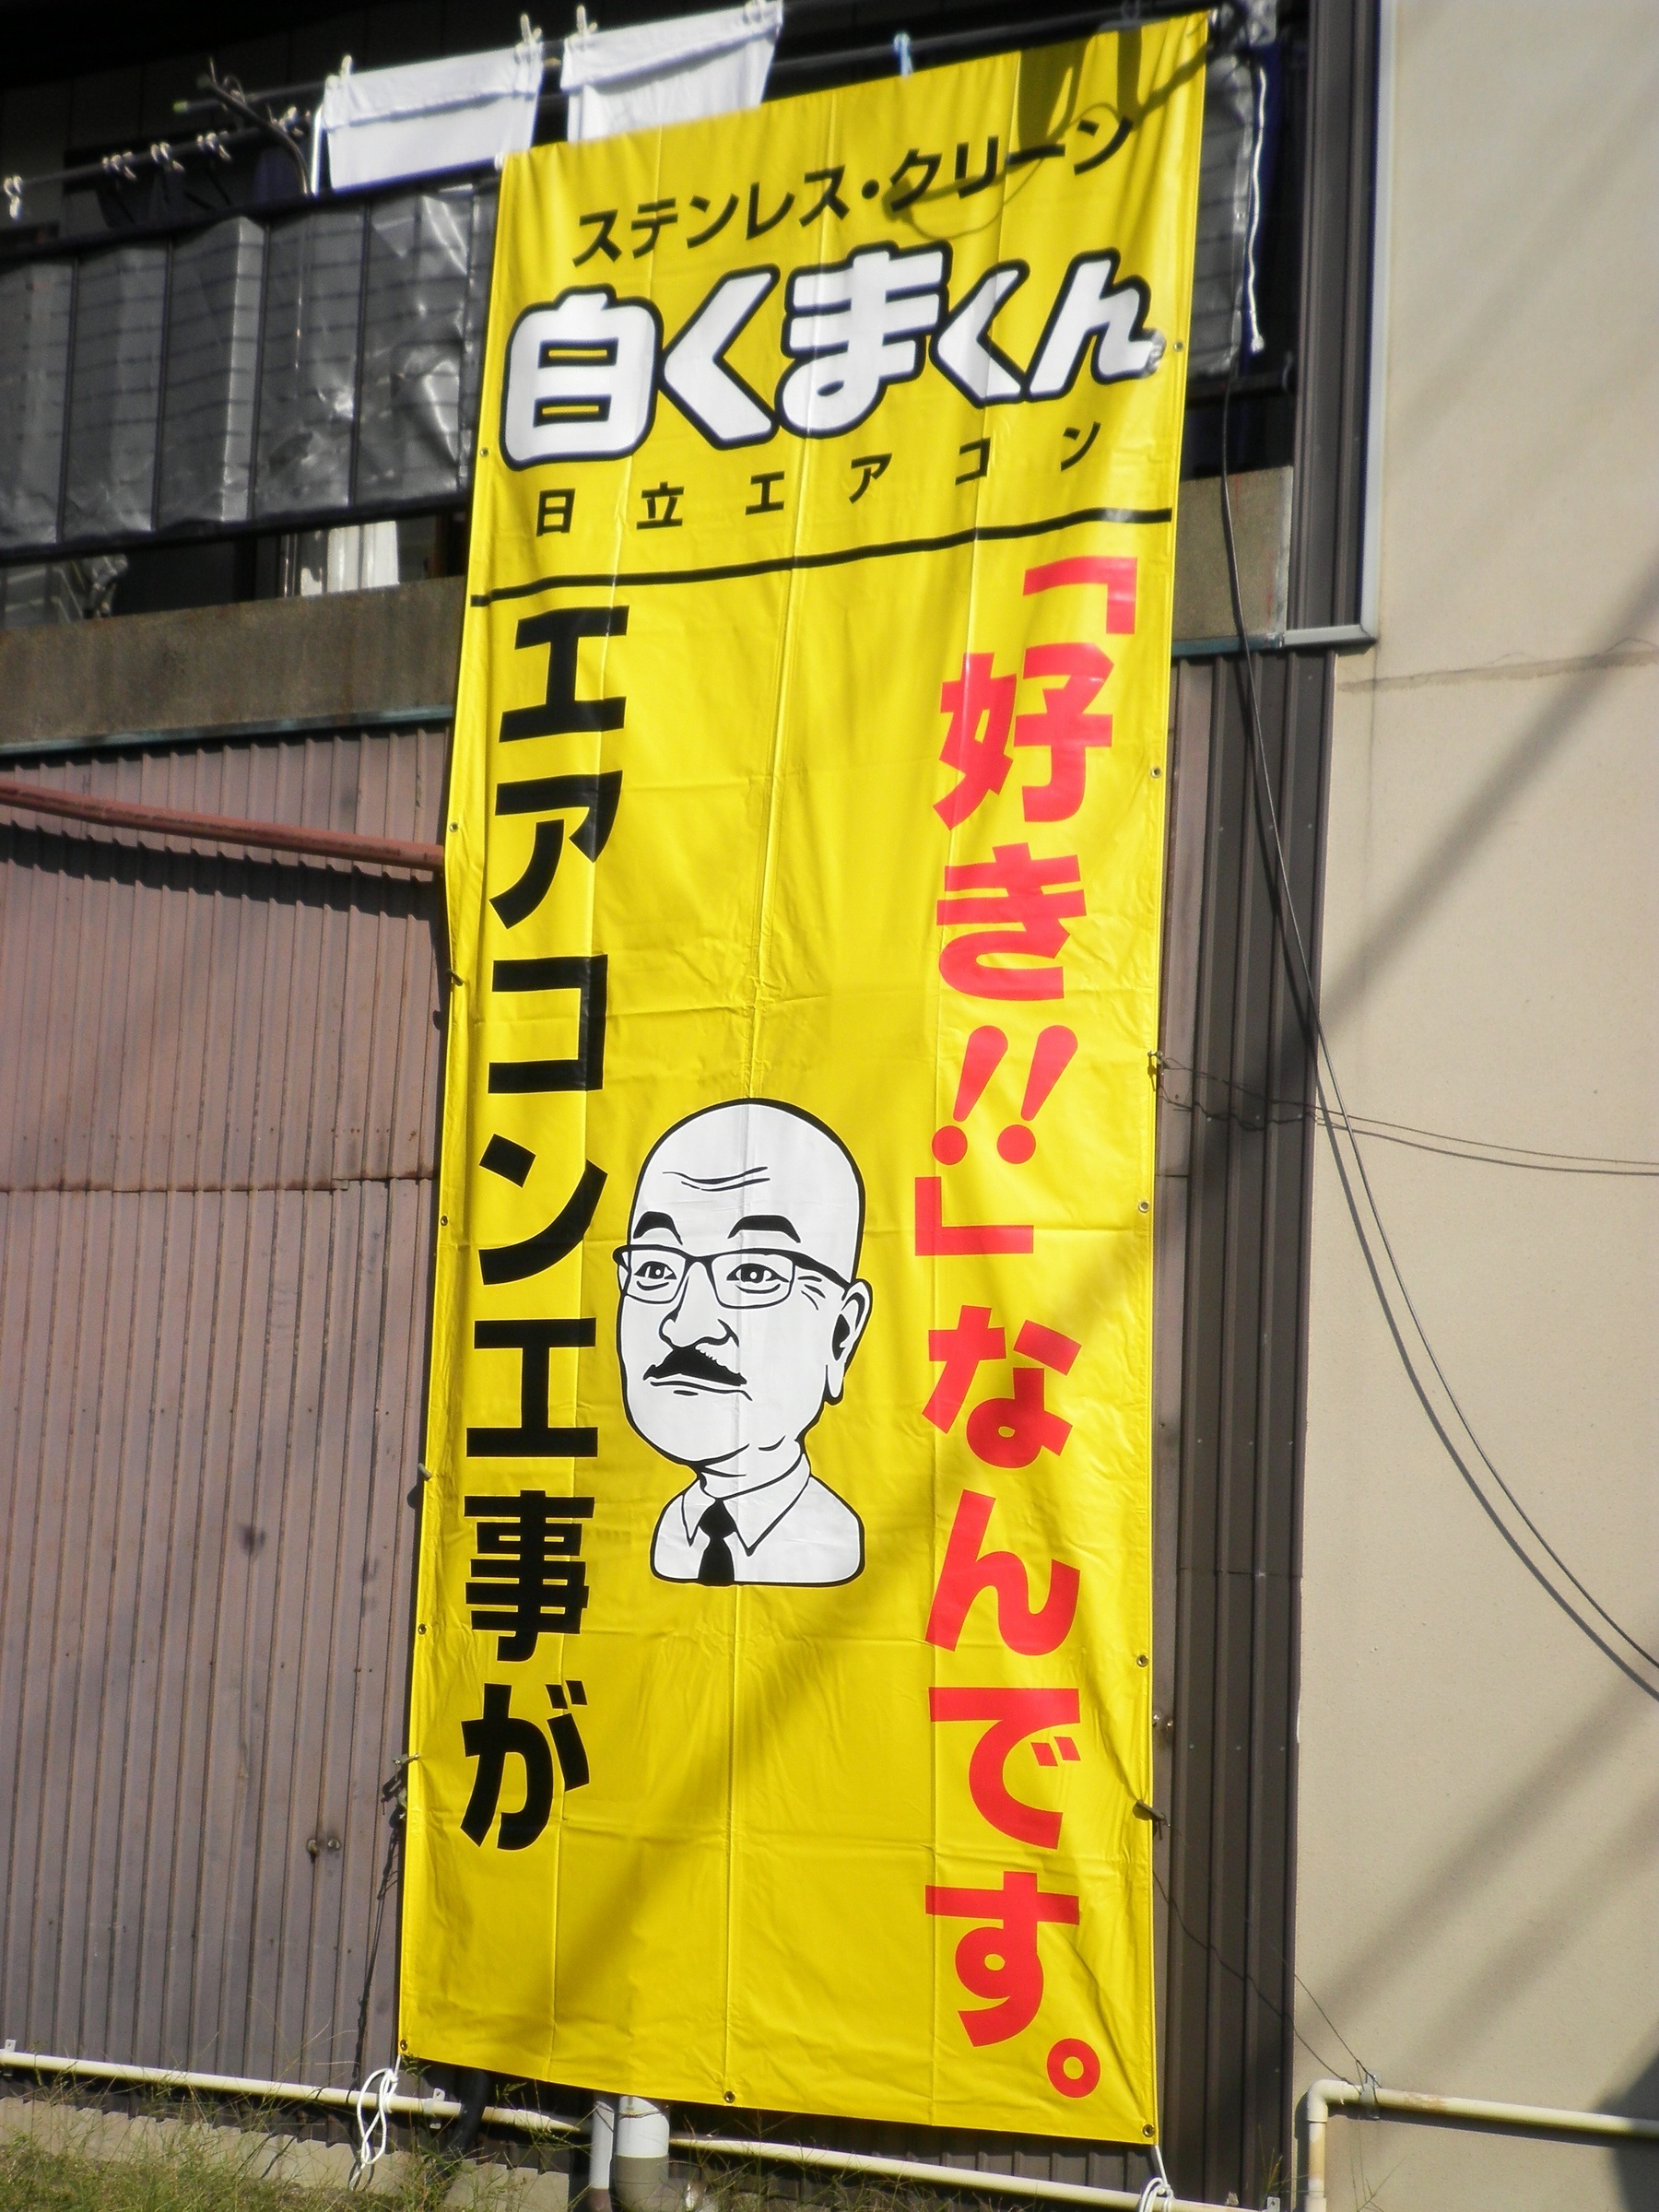 ステンレス・クリーン
白くまくん
日立エアコン
エアコン工事が
「好き!!」なんです。